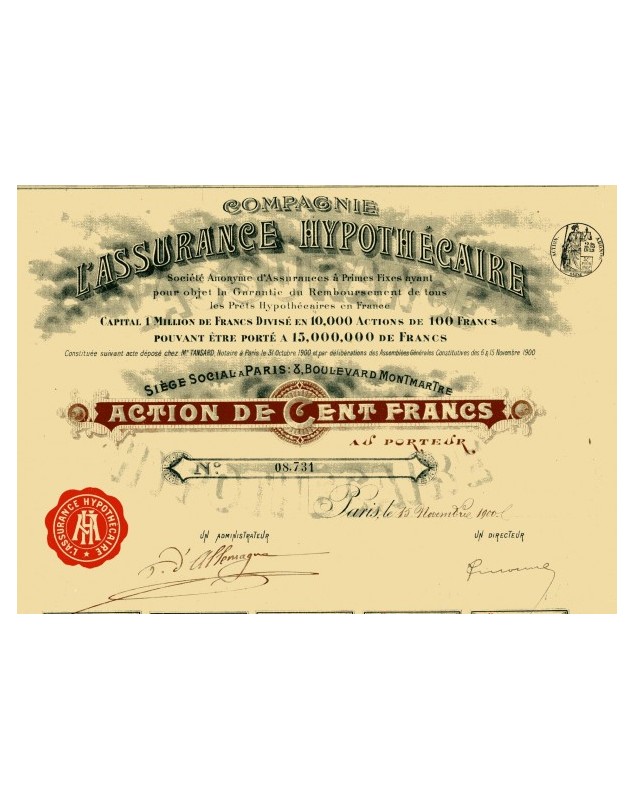 COMPAGNIE
L'ASSURANCE HYPOTHÉCAIRE
Société Anonyme d'Assurances à Primes Fixes ayant
pour objet la Garantie du Remboursement de tous
les Prêts Hypothécaires en France
CAPITAL 1 MILLION DE FRANCS DIVISÉ EN 10,000 ACTIONS DE 100 FRANCS
POUVANT ÊTRE PORTÉ A 15,000,000 DE FRANCS
Constituée suivant acte déposé chez Mᵉ TANSARD, Notaire à Paris le 31 Octobre 1900 et par délibérations des Assemblées Générales Constitutives des 6 & 15 Novembre 1900
SIÈGE SOCIAL A PARIS: 8, BOULEVARD MONTMARTRE
ACTION DE CENT FRANCS
AU PORTEUR
No 08,731
Paris, le 15 Novembre 1900
L'ASSURANCE HYPOTHÉCAIRE
UN ADMINISTRATEUR
UN DIRECTEUR
d'Allemagne